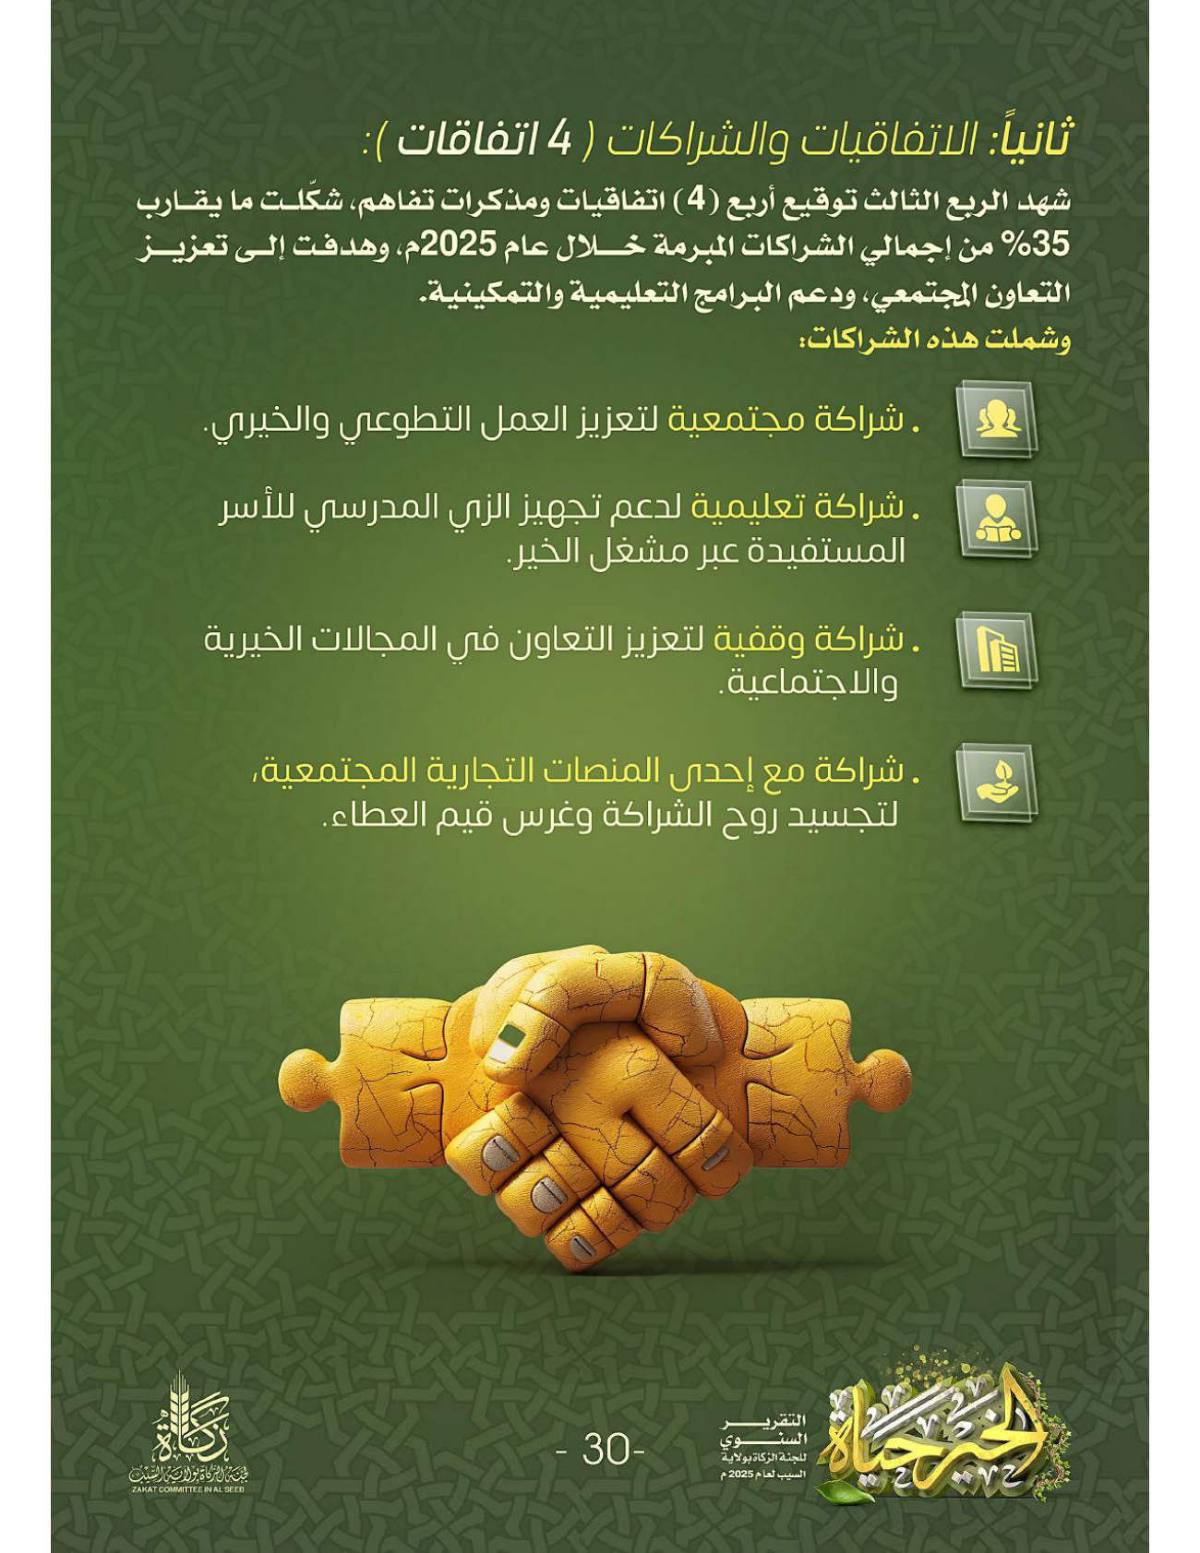 ثانياً: الاتفاقيات والشراكات ( 4 اتفاقات ):
شهد الربع الثالث توقيع أربع (4) اتفاقيات ومذكرات تفاهم، شكّلت ما يقارب
35% من إجمالي الشراكات المبرمة خلال عام 2025م، وهدفت إلى تعزيز
التعاون المجتمعي، ودعم البرامج التعليمية والتمكينية.
وشملت هذه الشراكات:
. شراكة مجتمعية لتعزيز العمل التطوعي والخيري.
. شراكة تعليمية لدعم تجهيز الزي المدرسي للأسر
المستفيدة عبر مشغل الخير.
. شراكة وقفية لتعزيز التعاون في المجالات الخيرية
والاجتماعية.
. شراكة مع إحدى المنصات التجارية المجتمعية،
لتجسيد روح الشراكة وغرس قيم العطاء.
الخير حياة
التقرير
السنوي
للجنة الزكاة بولاية
السيب لعام 2025 م
- 30-
زكاة
لجنة الزكاة بولاية السيب
ZAKAT COMMITTEE IN AL SEEB